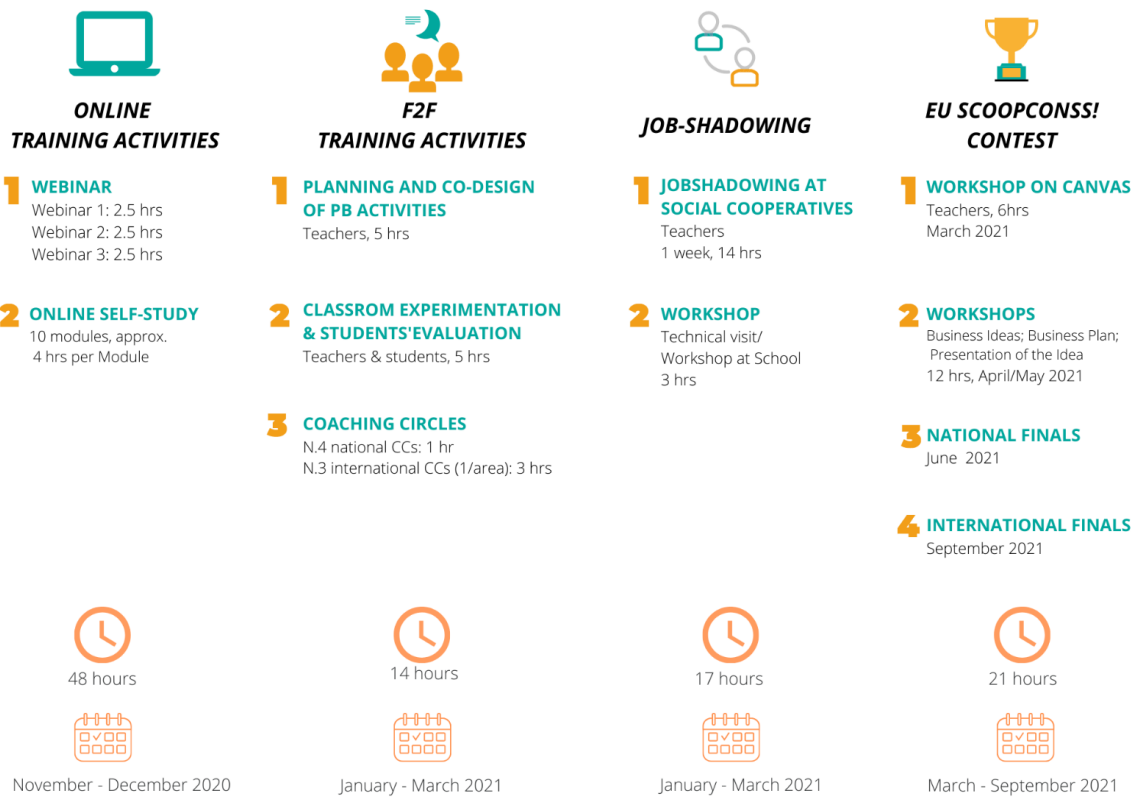 ONLINE
TRAINING ACTIVITIES
1 WEBINAR
Webinar 1: 2.5 hrs
Webinar 2: 2.5 hrs
Webinar 3: 2.5 hrs
2 ONLINE SELF-STUDY
10 modules, approx.
4 hrs per Module
48 hours
November - December 2020
F2F
TRAINING ACTIVITIES
1 PLANNING AND CO-DESIGN
OF PB ACTIVITIES
Teachers, 5 hrs
2 CLASSROM EXPERIMENTATION
& STUDENTS'EVALUATION
Teachers & students, 5 hrs
3 COACHING CIRCLES
N.4 national CCs: 1 hr
N.3 international CCs (1/area): 3 hrs
14 hours
January - March 2021
JOB-SHADOWING
1 JOBSHADOWING AT
SOCIAL COOPERATIVES
Teachers
1 week, 14 hrs
2 WORKSHOP
Technical visit/
Workshop at School
3 hrs
17 hours
January - March 2021
EU SCOOPCONSS!
CONTEST
1 WORKSHOP ON CANVAS
Teachers, 6hrs
March 2021
2 WORKSHOPS
Business Ideas; Business Plan;
Presentation of the Idea
12 hrs, April/May 2021
3 NATIONAL FINALS
June 2021
4 INTERNATIONAL FINALS
September 2021
21 hours
March - September 2021